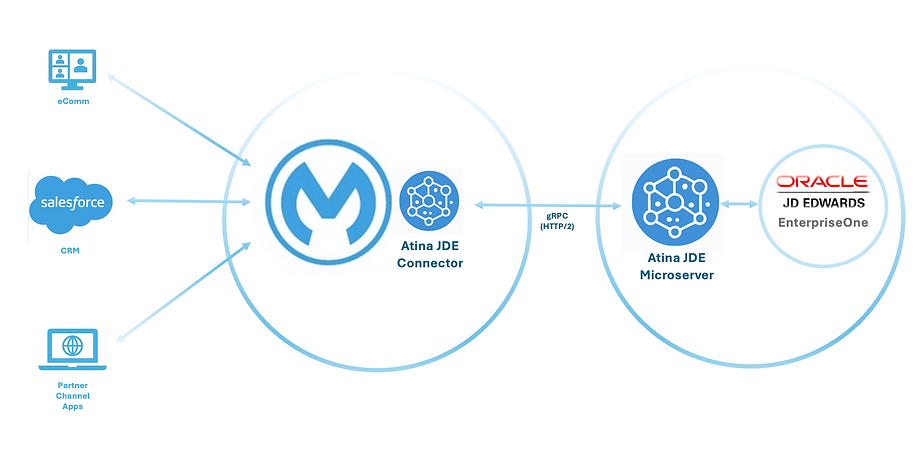 eComm
salesforce
CRM
Partner
Channel
Apps
Atina JDE
Connector
gRPC
(HTTP/2)
Atina JDE
Microserver
ORACLE
JD EDWARDS
EnterpriseOne